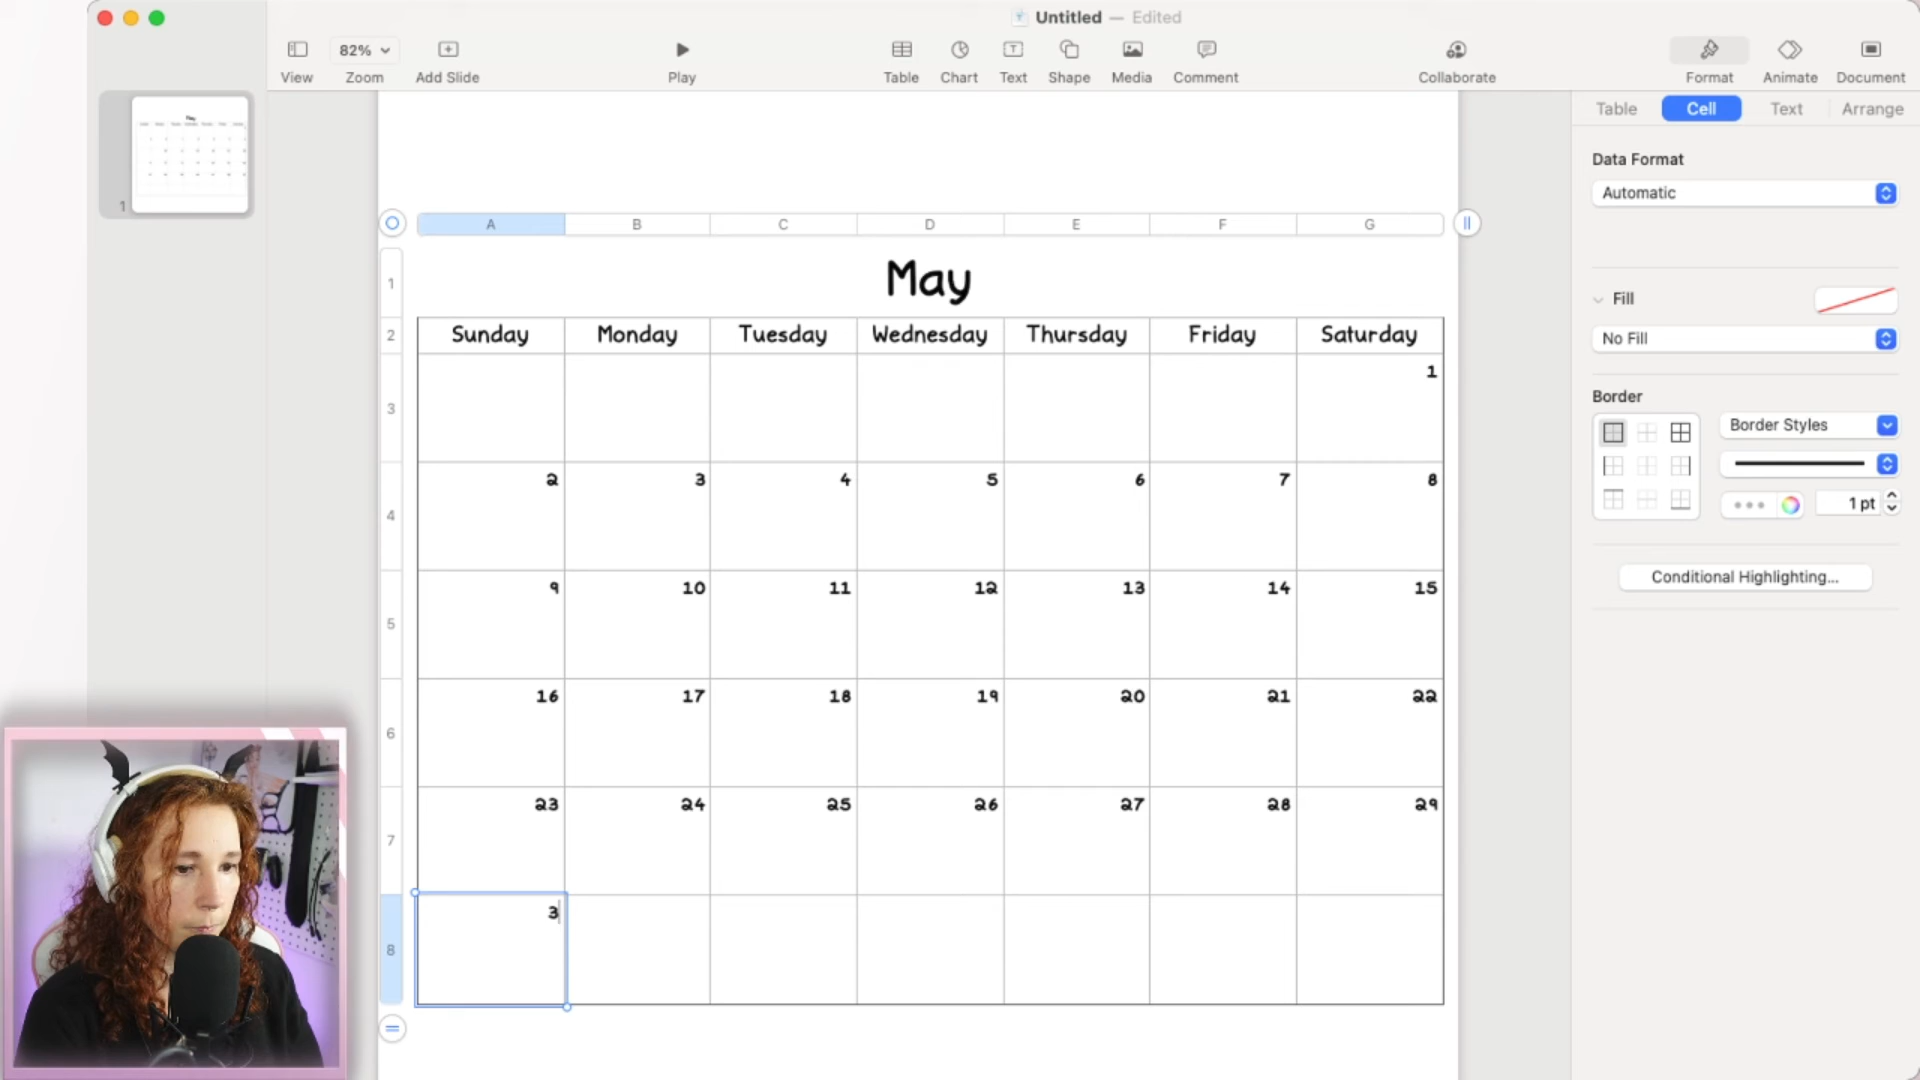 Untitled — Edited
82%
View Zoom Add Slide Play Table Chart Text Shape Media Comment Collaborate Format Animate Document
Table Cell Text Arrange
Data Format
Automatic
Fill
No Fill
Border
Border Styles
1 pt
Conditional Highlighting...
1
A B C D E F G
1 May
2 Sunday Monday Tuesday Wednesday Thursday Friday Saturday
3 1
4 2 3 4 5 6 7 8
5 9 10 11 12 13 14 15
6 16 17 18 19 20 21 22
7 23 24 25 26 27 28 29
8 3